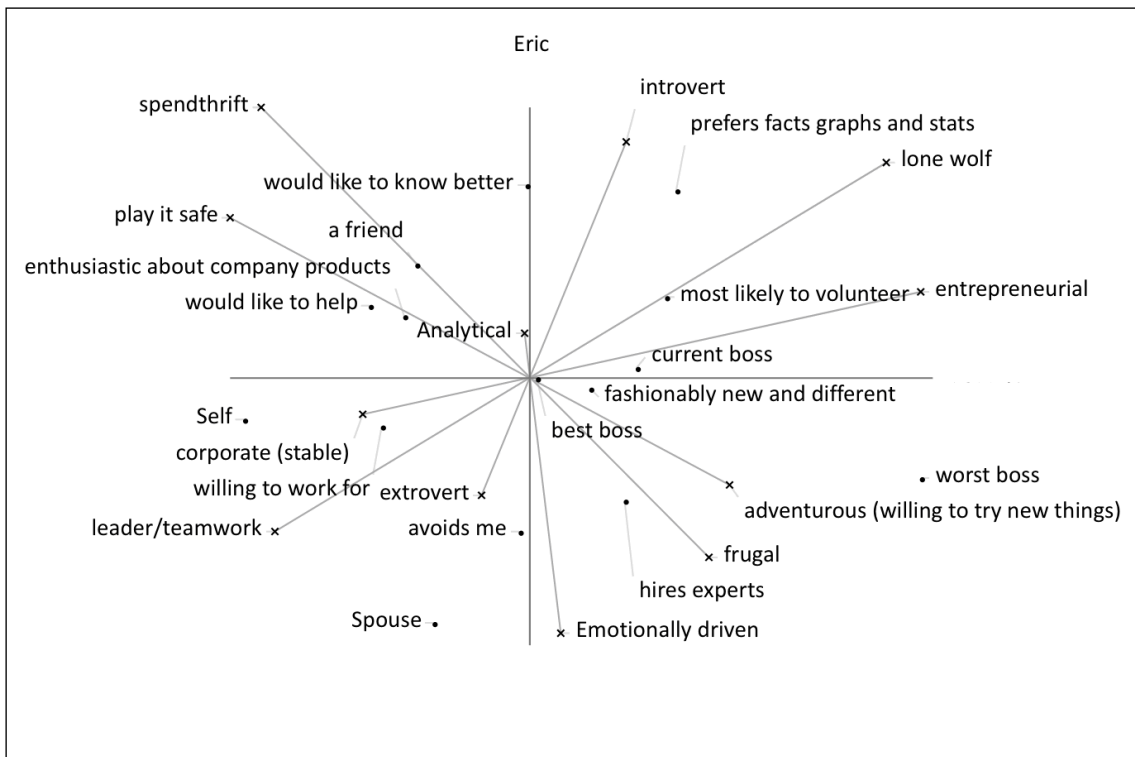 Eric
introvert
spendthrift
prefers facts graphs and stats
lone wolf
would like to know better
play it safe
a friend
enthusiastic about company products
would like to help
most likely to volunteer
entrepreneurial
Analytical
current boss
fashionably new and different
Self
best boss
corporate (stable)
willing to work for
extrovert
worst boss
adventurous (willing to try new things)
leader/teamwork
avoids me
frugal
hires experts
Spouse
Emotionally driven